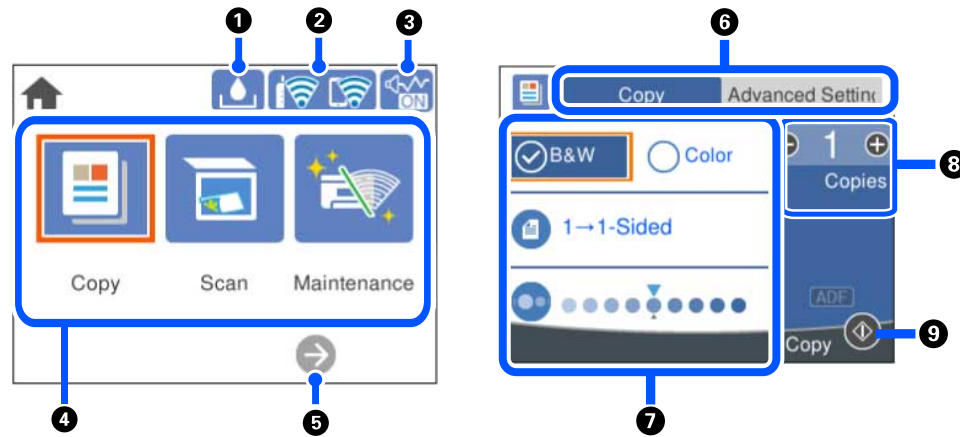 1 2 3
ON
Copy Scan Maintenance
4 5
6
Copy Advanced Setting
B&W Color
1 Copies
1→1-Sided
ADF
Copy
7 8 9